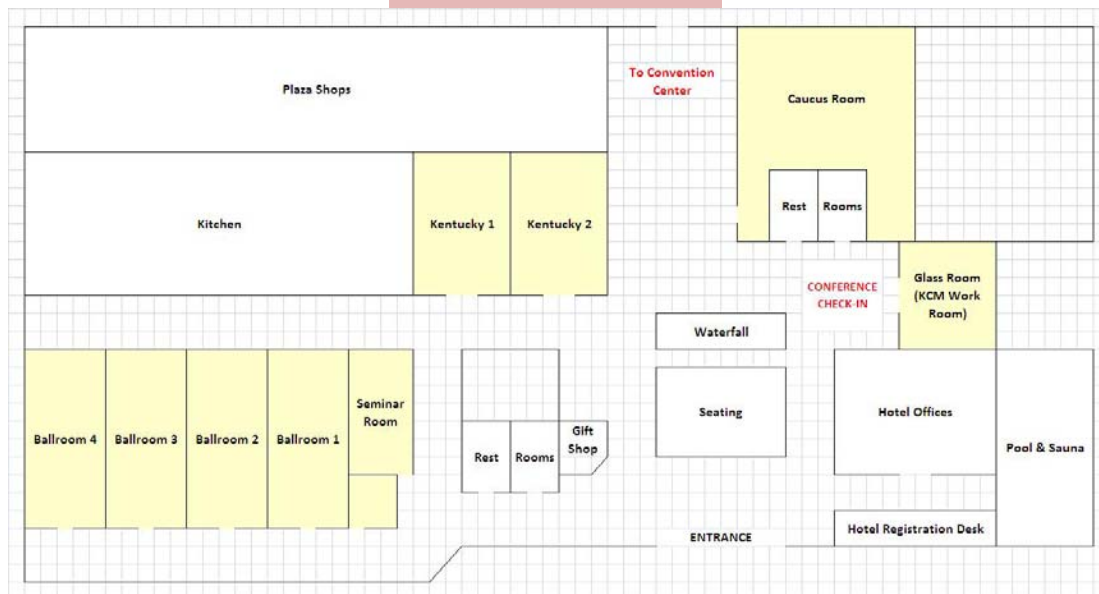 To Convention
Center
Plaza Shops
Caucus Room
Rest
Rooms
Kitchen
Kentucky 1
Kentucky 2
Glass Room
(KCM Work
Room)
CONFERENCE
CHECK-IN
Waterfall
Seminar
Room
Seating
Hotel Offices
Ballroom 4
Ballroom 3
Ballroom 2
Ballroom 1
Gift
Shop
Rest
Rooms
Pool & Sauna
Hotel Registration Desk
ENTRANCE